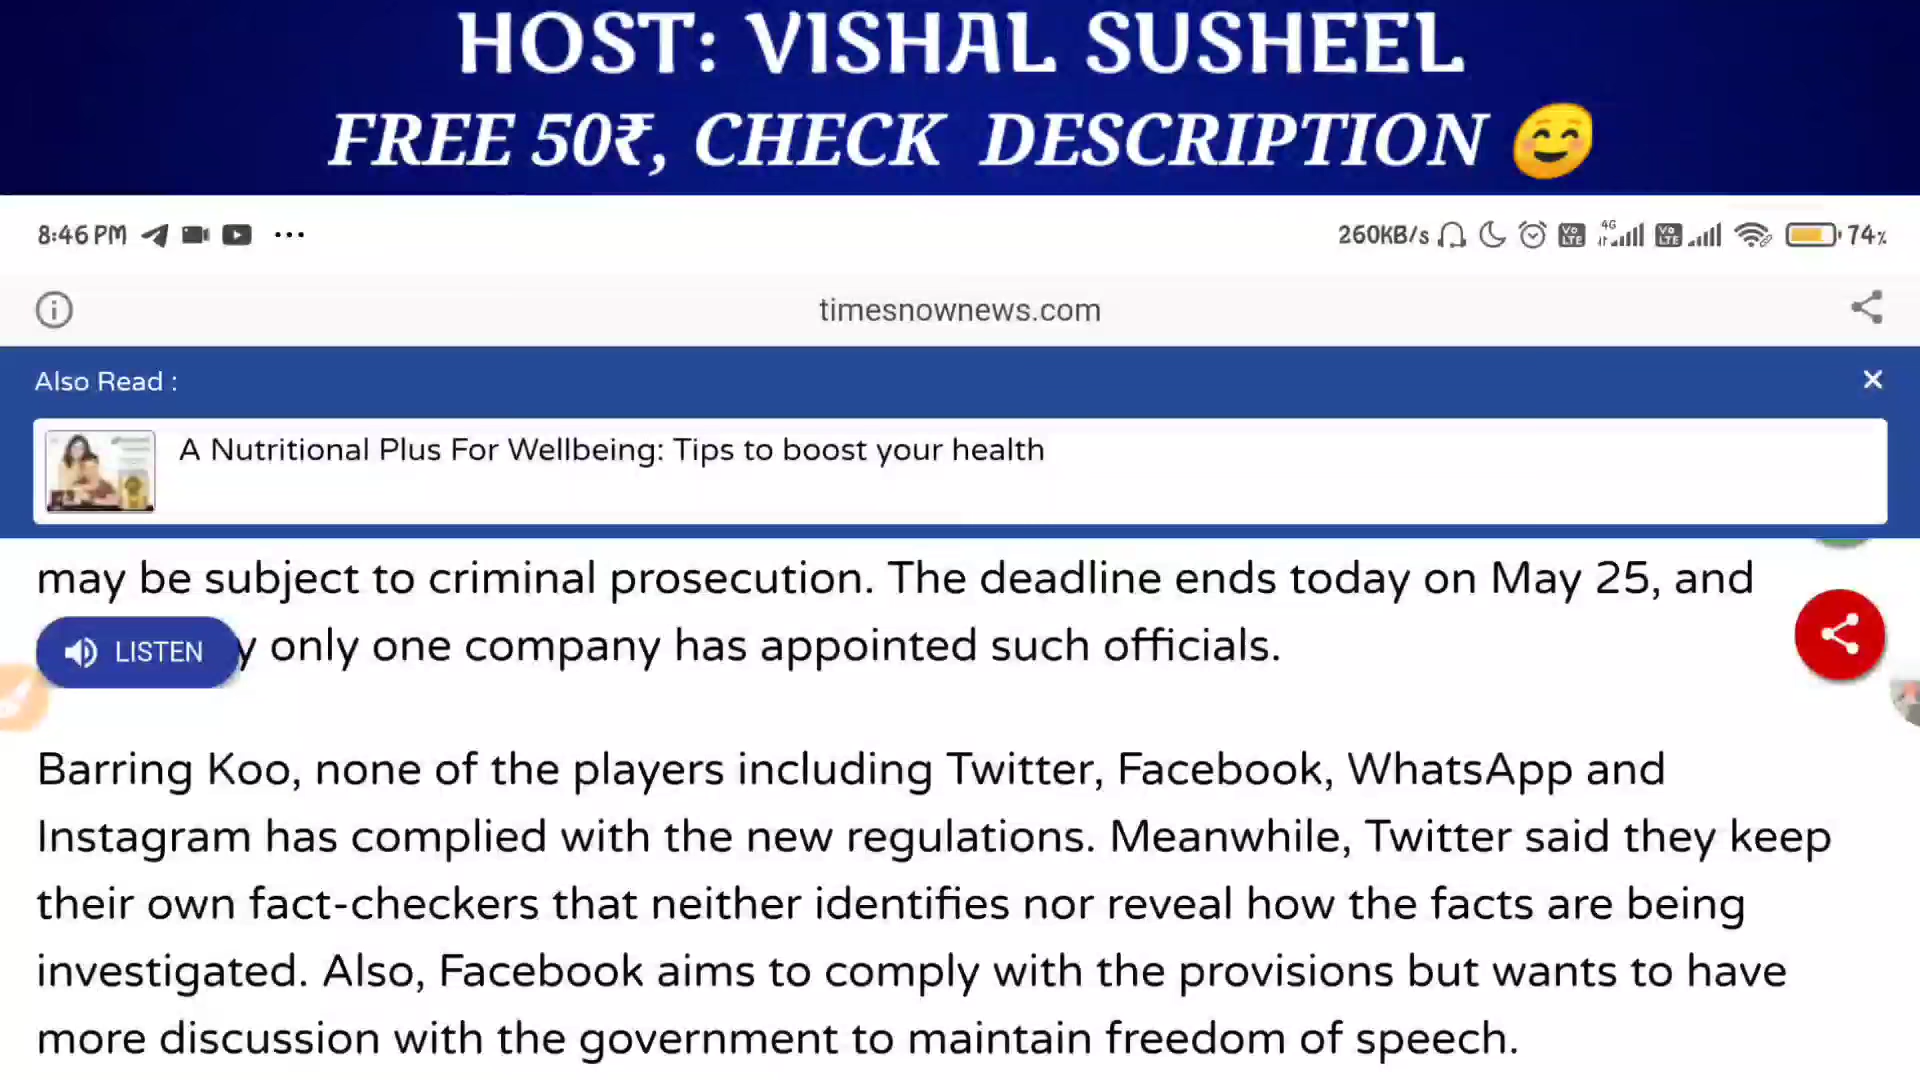 HOST: VISHAL SUSHEEL
FREE 50₹, CHECK DESCRIPTION
8:46 PM
260KB/s 4G 74%
timesnownews.com
Also Read :
A Nutritional Plus For Wellbeing: Tips to boost your health
may be subject to criminal prosecution. The deadline ends today on May 25, and
LISTEN
y only one company has appointed such officials.
Barring Koo, none of the players including Twitter, Facebook, WhatsApp and
Instagram has complied with the new regulations. Meanwhile, Twitter said they keep
their own fact-checkers that neither identifies nor reveal how the facts are being
investigated. Also, Facebook aims to comply with the provisions but wants to have
more discussion with the government to maintain freedom of speech.